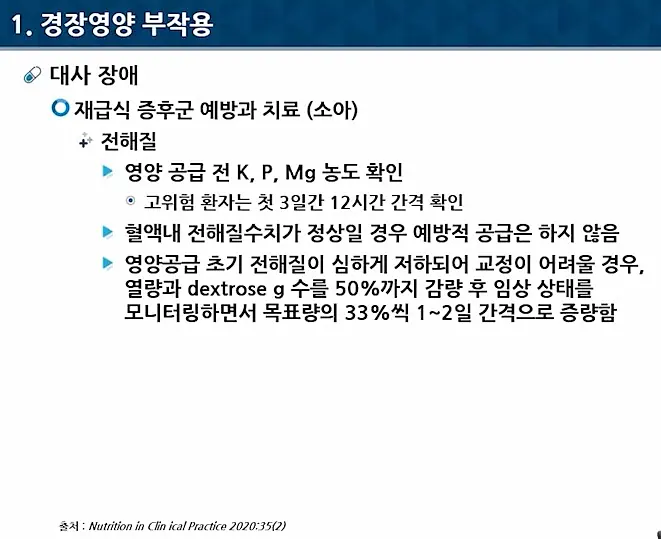 1. 경장영양 부작용
대사 장애
재급식 증후군 예방과 치료 (소아)
전해질
영양 공급 전 K, P, Mg 농도 확인
고위험 환자는 첫 3일간 12시간 간격 확인
혈액내 전해질수치가 정상일 경우 예방적 공급은 하지 않음
영양공급 초기 전해질이 심하게 저하되어 교정이 어려울 경우,
열량과 dextrose g 수를 50%까지 감량 후 임상 상태를
모니터링하면서 목표량의 33%씩 1~2일 간격으로 증량함
출처 : Nutrition in Clin ical Practice 2020:35(2)